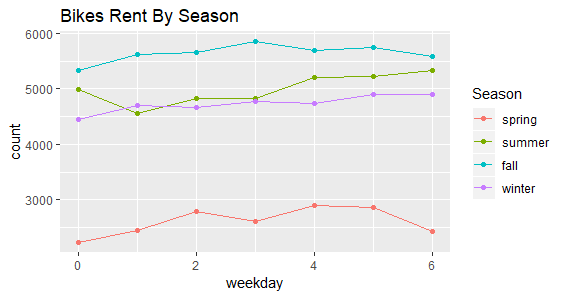 Bikes Rent By Season
6000
5000
4000
3000
count
0
2
4
6
weekday
Season
spring
summer
fall
winter